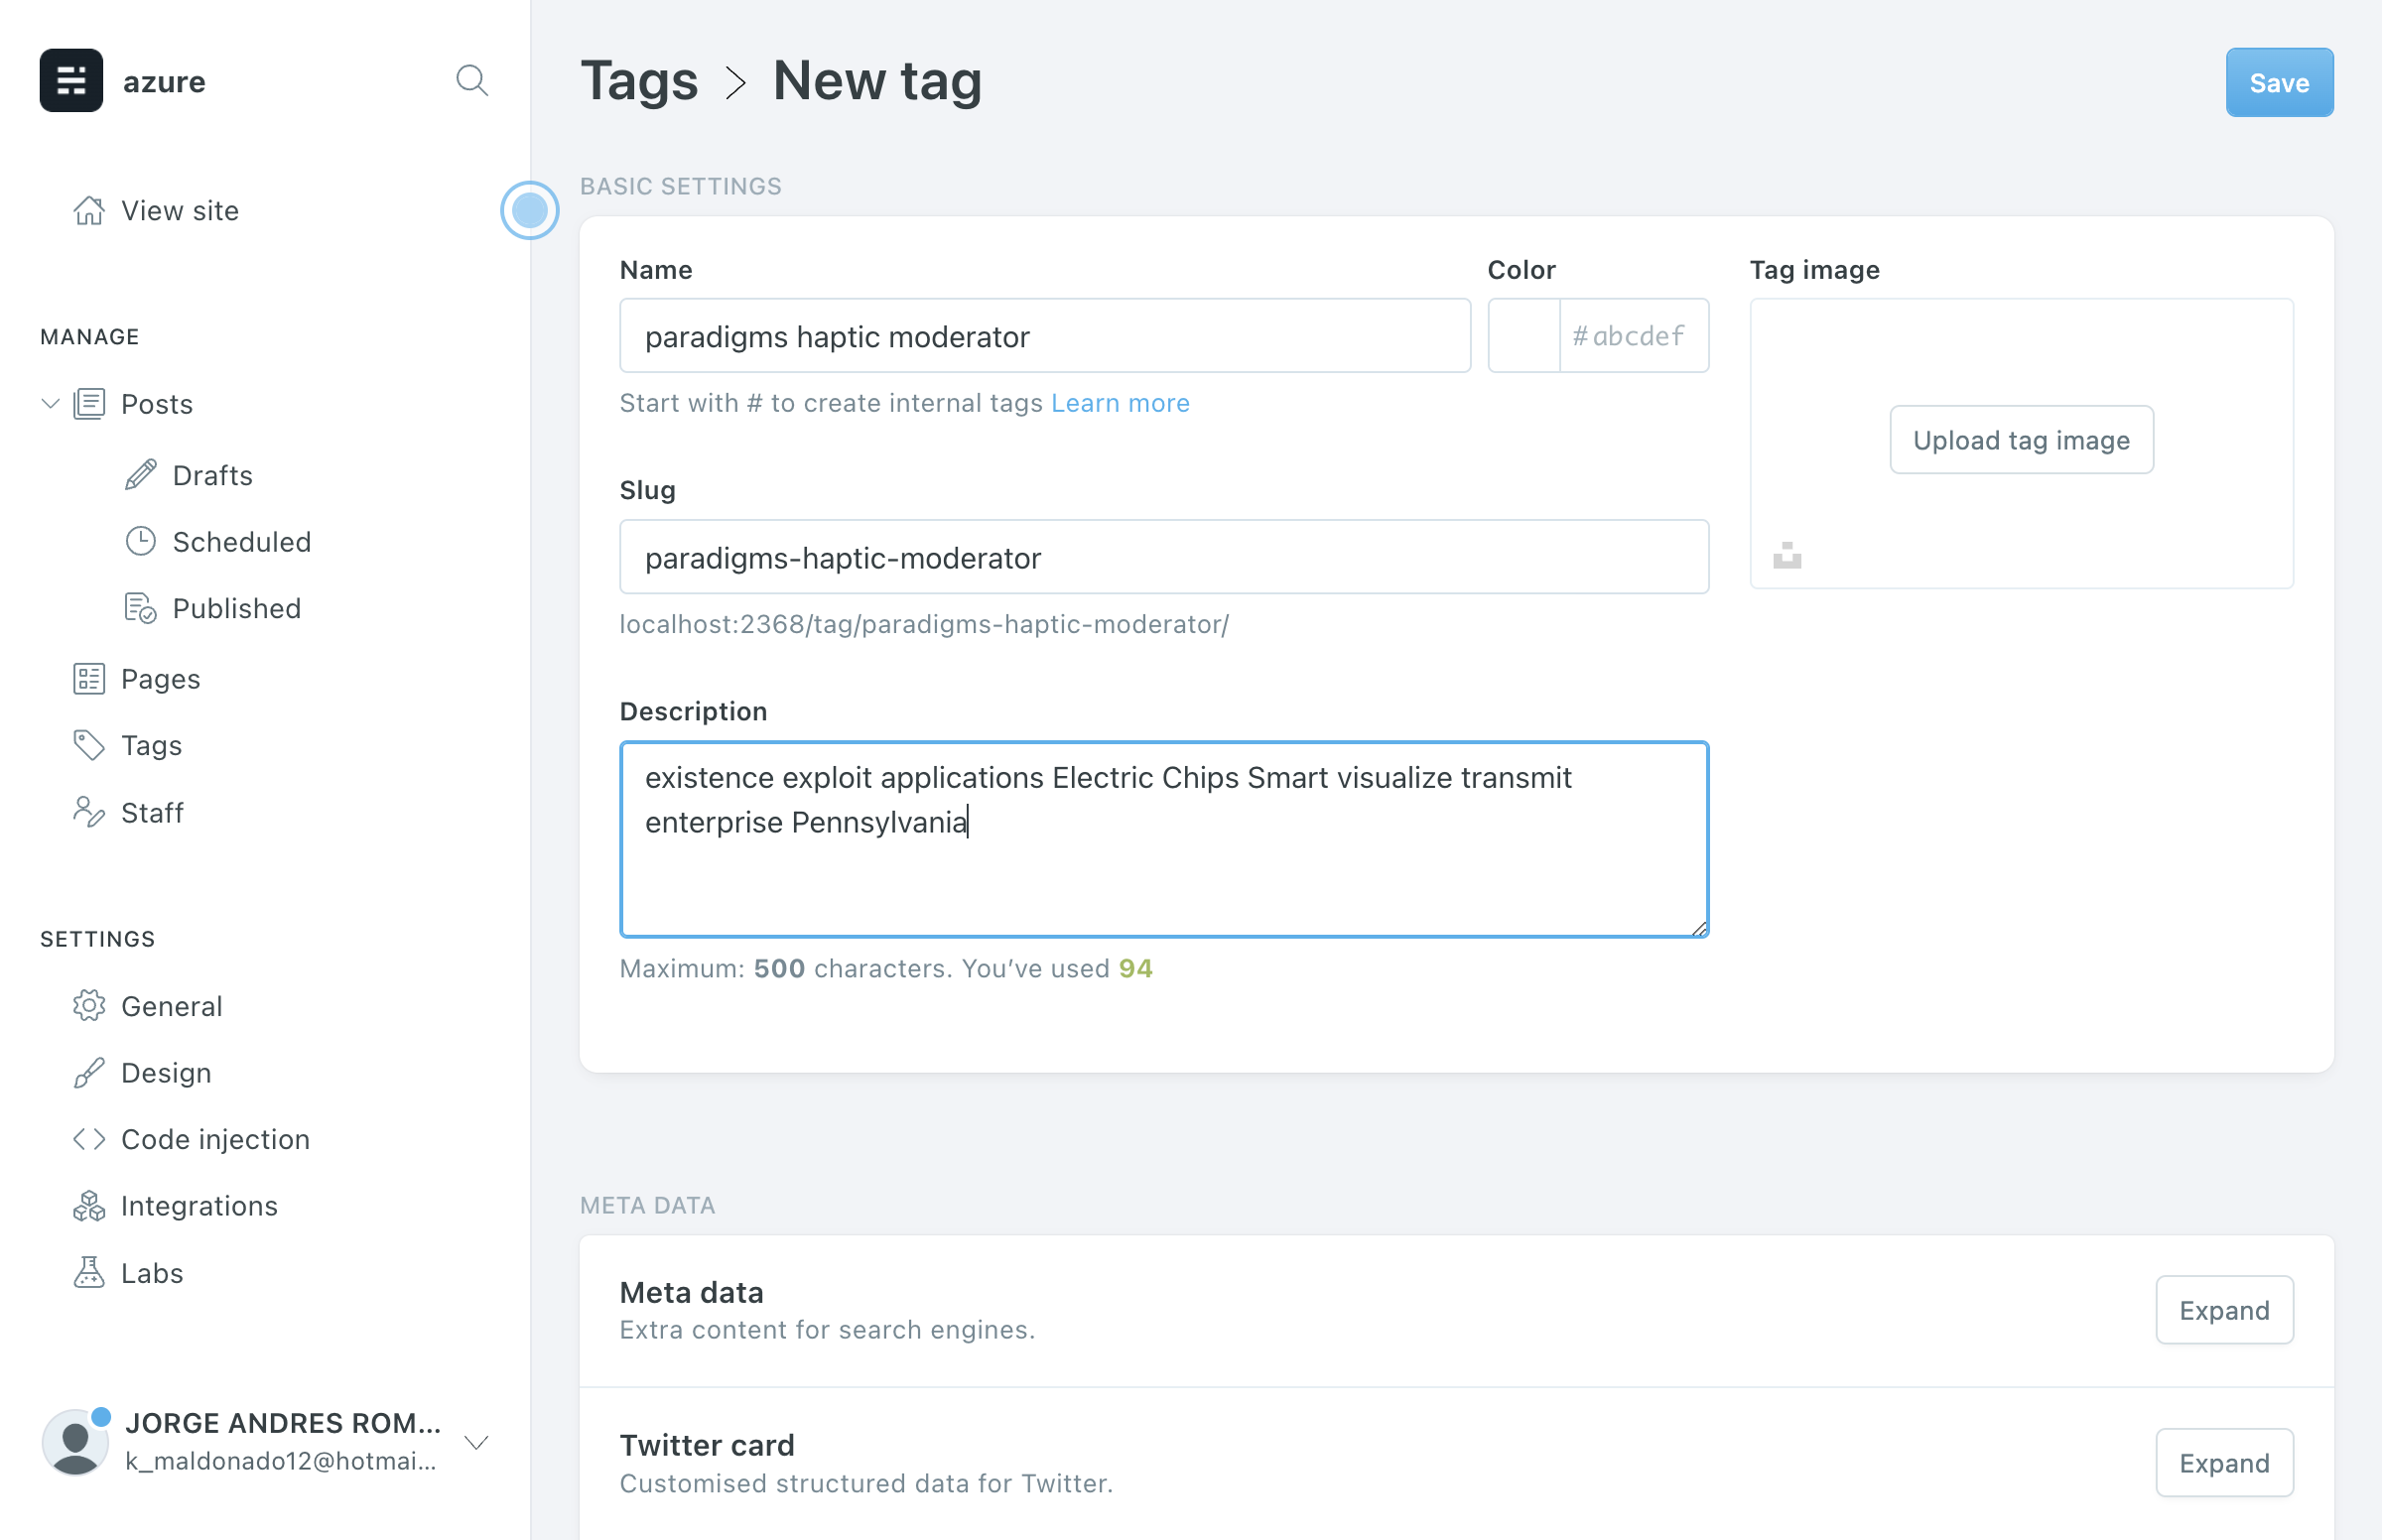 azure
View site
MANAGE
Posts
Drafts
Scheduled
Published
Pages
Tags
Staff
SETTINGS
General
Design
Code injection
Integrations
Labs
JORGE ANDRES ROM...
k_maldonado12@hotmai...
Tags > New tag
Save
BASIC SETTINGS
Name
paradigms haptic moderator
Start with # to create internal tags Learn more
Color
#abcdef
Tag image
Upload tag image
Slug
paradigms-haptic-moderator
localhost:2368/tag/paradigms-haptic-moderator/
Description
existence exploit applications Electric Chips Smart visualize transmit
enterprise Pennsylvania
Maximum: 500 characters. You’ve used 94
META DATA
Meta data
Extra content for search engines.
Expand
Twitter card
Customised structured data for Twitter.
Expand